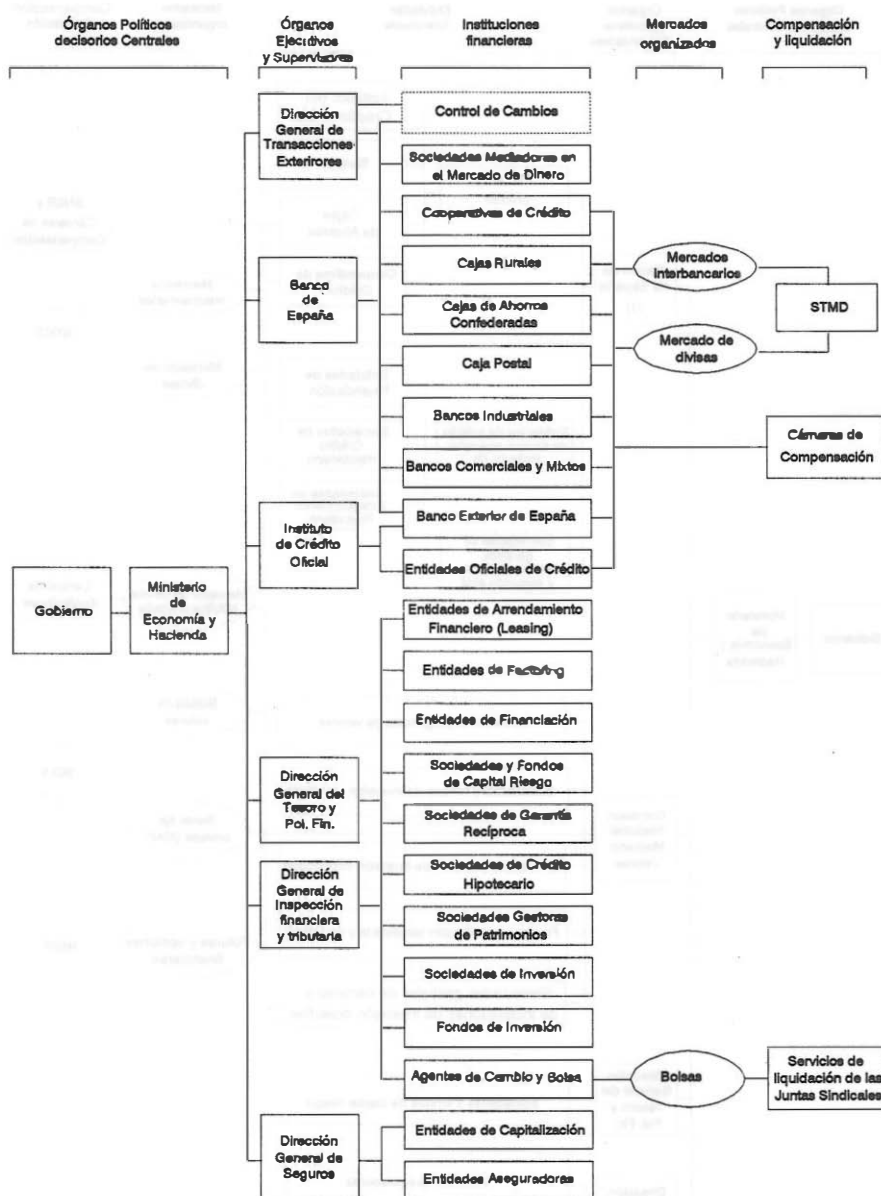 Órganos Políticos
decisorios Centrales
Órganos
Ejecutivos
y Supervisores
Instituciones
financieras
Mercados
organizados
Compensación
y liquidación
Dirección
General de
Transacciones
Exterirores
Control de Cambios
Sociedades Mediadoras en
el Mercado de Dinero
Cooperativas de Crédito
Cajas Rurales
Mercados
Interbancarios
Banco
de
España
Cajas de Ahorros
Confederadas
STMD
Mercado de
divisas
Caja Postal
Bancos Industriales
Cámaras de
Compensación
Bancos Comerciales y Mixtos
Instituto
de Crédito
Oficial
Banco Exterior de España
Entidades Oficiales de Crédito
Gobierno
Ministerio
de
Economía y
Hacienda
Entidades de Arrendamiento
Financiero (Leasing)
Entidades de Factoring
Entidades de Financiación
Dirección
General del
Tesoro y
Pol. Fin.
Sociedades y Fondos
de Capital Riesgo
Sociedades de Garantía
Recíproca
Dirección
General de
Inspección
financiera
y tributaria
Sociedades de Crédito
Hipotecario
Sociedades Gestoras
de Patrimonios
Sociedades de Inversión
Fondos de Inversión
Agentes de Cambio y Bolsa
Bolsas
Servicios de
liquidación de las
Juntas Sindicales
Dirección
General de
Seguros
Entidades de Capitalización
Entidades Aseguradoras